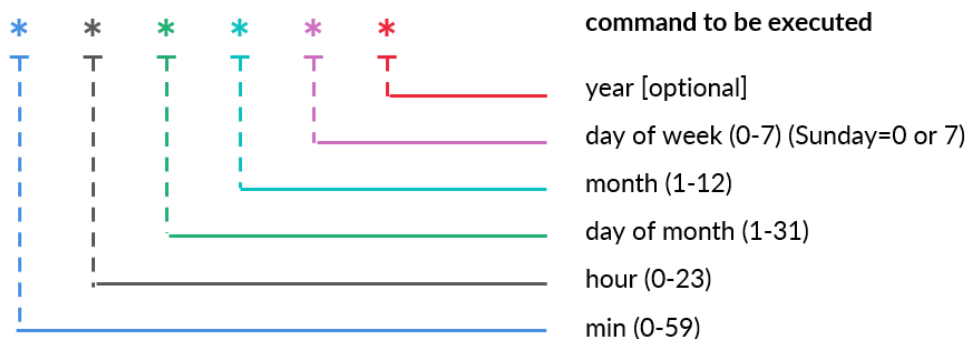 * * * * * * command to be executed
year [optional]
day of week (0-7) (Sunday=0 or 7)
month (1-12)
day of month (1-31)
hour (0-23)
min (0-59)